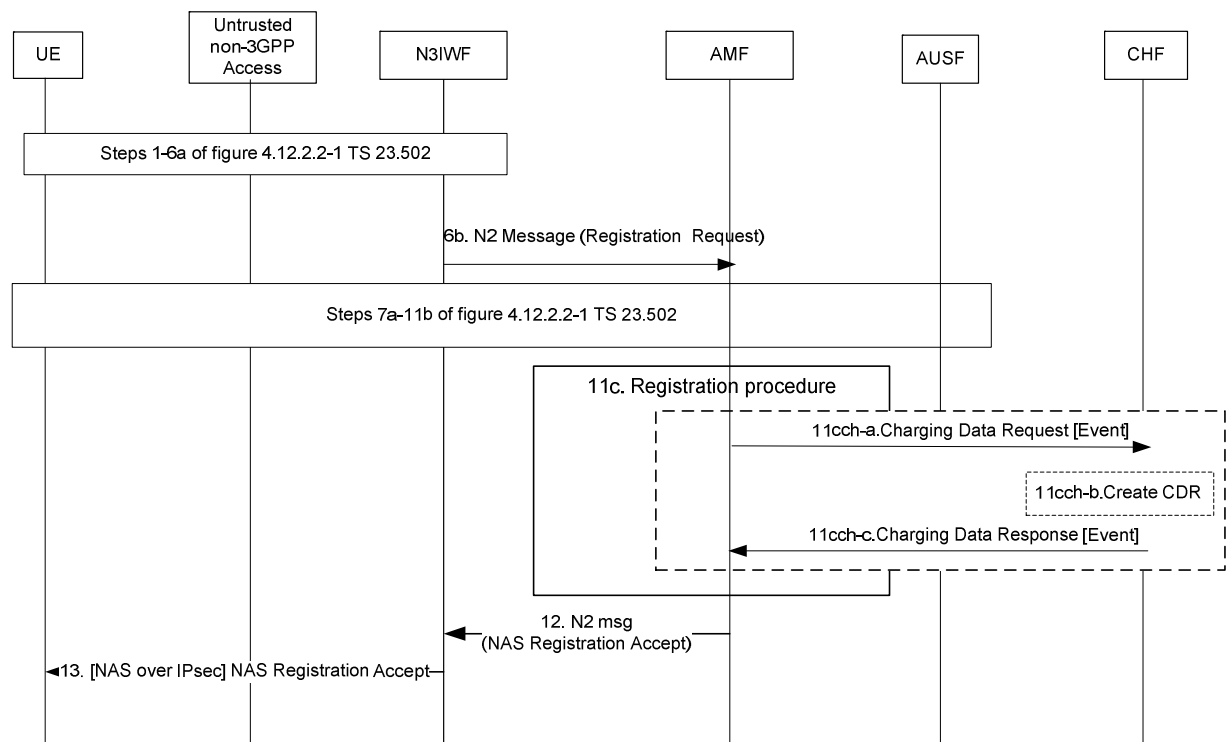 UE
Untrusted
non-3GPP
Access
N3IWF
AMF
AUSF
CHF
Steps 1-6a of figure 4.12.2.2-1 TS 23.502
6b. N2 Message (Registration Request)
Steps 7a-11b of figure 4.12.2.2-1 TS 23.502
11c. Registration procedure
11cch-a.Charging Data Request [Event]
11cch-b.Create CDR
11cch-c.Charging Data Response [Event]
12. N2 msg
(NAS Registration Accept)
13. [NAS over IPsec] NAS Registration Accept